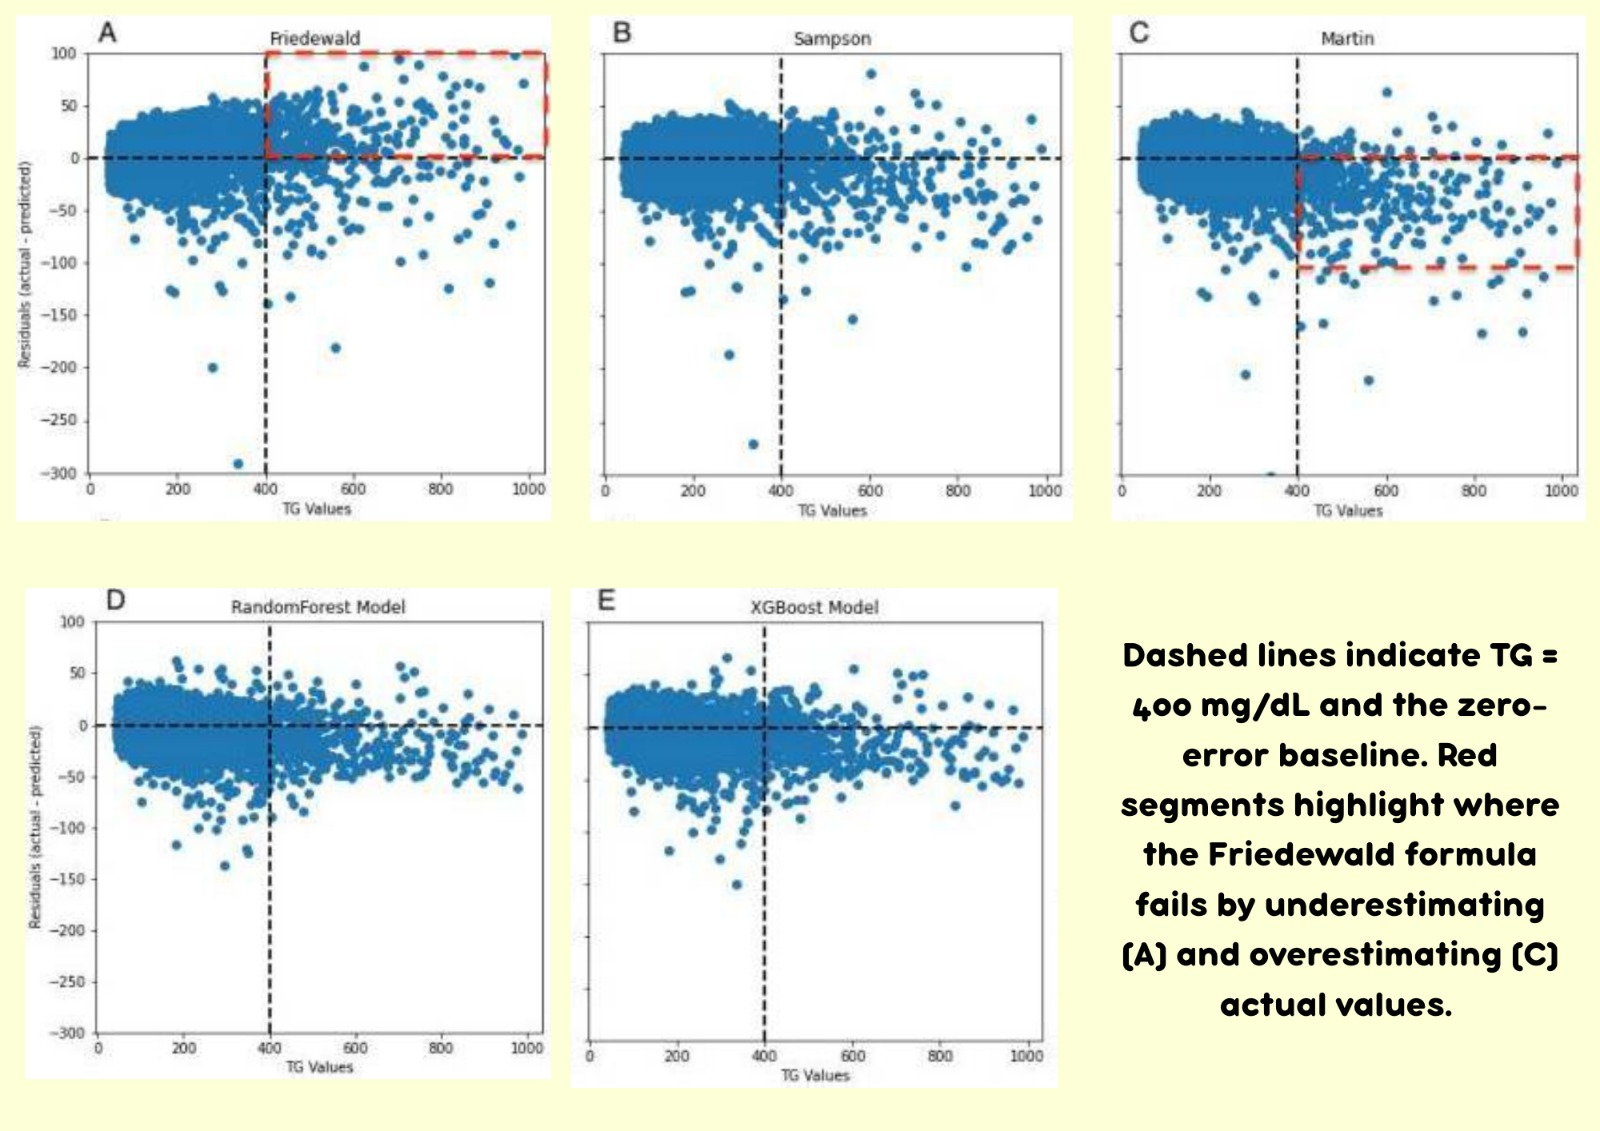 A
Friedewald
100
50
0
−50
−100
−150
−200
−250
−300
Residuals (actual - predicted)
0 200 400 600 800 1000
TG Values
B
Sampson
0 200 400 600 800 1000
TG Values
C
Martin
0 200 400 600 800 1000
TG Values
D
RandomForest Model
100
50
0
−50
−100
−150
−200
−250
−300
Residuals (actual - predicted)
0 200 400 600 800 1000
TG Values
E
XGBoost Model
0 200 400 600 800 1000
TG Values
Dashed lines indicate TG =
400 mg/dL and the zero-
error baseline. Red
segments highlight where
the Friedewald formula
fails by underestimating
(A) and overestimating (C)
actual values.